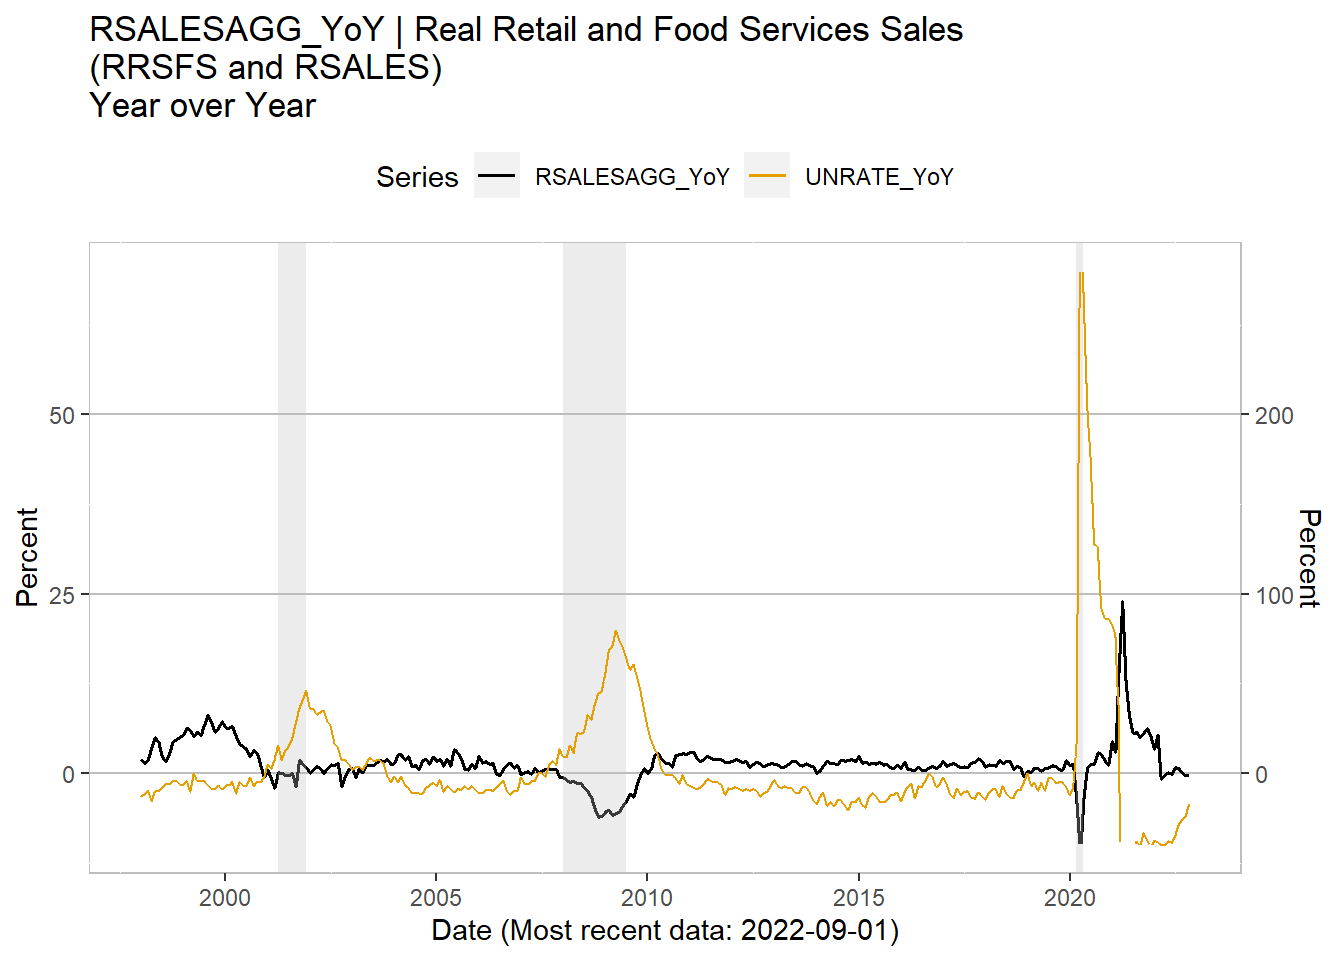 RSALESAGG_YoY | Real Retail and Food Services Sales
(RRSFS and RSALES)
Year over Year
Series RSALESAGG_YoY UNRATE_YoY
50 200
25 100
0 0
Percent Percent
2000 2005 2010 2015 2020
Date (Most recent data: 2022-09-01)